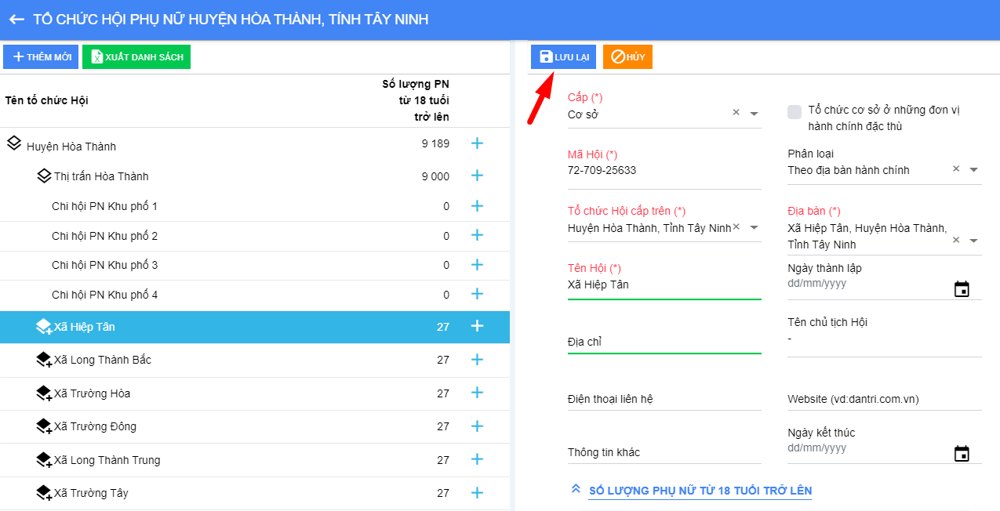 TỔ CHỨC HỘI PHỤ NỮ HUYỆN HÒA THÀNH, TỈNH TÂY NINH
THÊM MỚI
XUẤT DANH SÁCH
Tên tổ chức Hội
Số lượng PN
từ 18 tuổi
trở lên
Huyện Hòa Thành 9 189
Thị trấn Hòa Thành 9 000
Chi hội PN Khu phố 1 0
Chi hội PN Khu phố 2 0
Chi hội PN Khu phố 3 0
Chi hội PN Khu phố 4 0
Xã Hiệp Tân 27
Xã Long Thành Bắc 27
Xã Trường Hòa 27
Xã Trường Đông 27
Xã Long Thành Trung 27
Xã Trường Tây 27
LƯU LẠI
HỦY
Cấp (*)
Cơ sở
Tổ chức cơ sở ở những đơn vị
hành chính đặc thù
Mã Hội (*)
72-709-25633
Phân loại
Theo địa bàn hành chính
Tổ chức Hội cấp trên (*)
Huyện Hòa Thành, Tỉnh Tây Ninh
Địa bàn (*)
Xã Hiệp Tân, Huyện Hòa Thành,
Tỉnh Tây Ninh
Tên Hội (*)
Xã Hiệp Tân
Ngày thành lập
dd/mm/yyyy
Địa chỉ
Tên chủ tịch Hội
-
Điện thoại liên hệ
Website (vd:dantri.com.vn)
Thông tin khác
Ngày kết thúc
dd/mm/yyyy
SỐ LƯỢNG PHỤ NỮ TỪ 18 TUỔI TRỞ LÊN